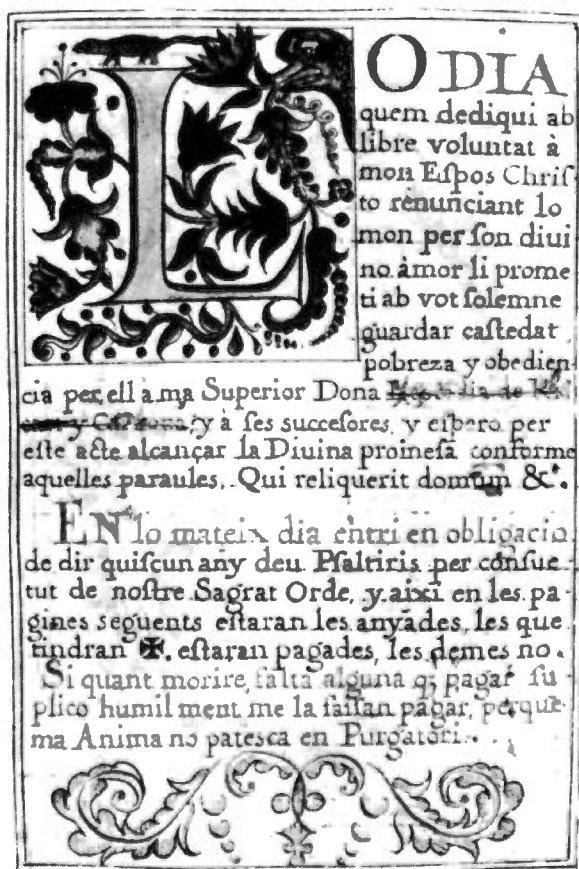 LO DIA
quem dediqui ab
libre voluntat à
mon Eſpos Chriſ-
to renunciant lo
mon per ſon diui
no àmor li prome
ti ab vot ſolemne
guardar caſtedat
pobreza y obedien
cia per ell a ma Superior Dona
y à ſes ſucceſores, y eſpero per
eſte acte alcançar la Diuina promeſà conforme
aquelles paraules. Qui reliquerit domum &c.
EN lo mateix dia entri en obligacio
de dir quiſcun any deu Pſaltiris per conſue
tut de noſtre Sagrat Orde, y aixi en les pa-
gines seguents eſtaran les anyades, les que
tindran ✠. eſtaran pagades, les demes no.
Si quant morire, falta alguna q; pagar ſu
plico humil ment me la faſſan pagar, perque
ma Anima no pateſca en Purgatori.